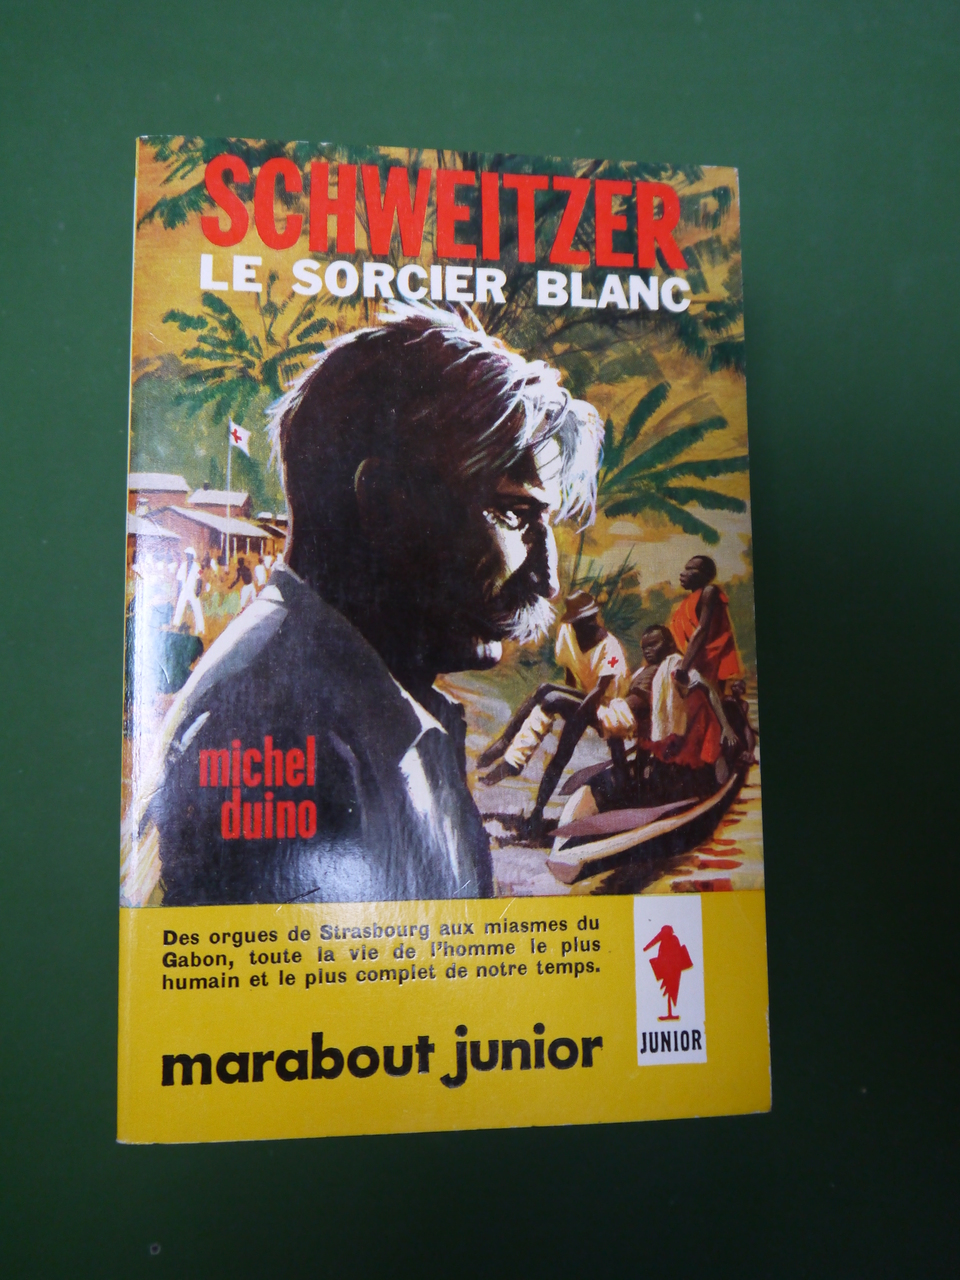 SCHWEITZER
LE SORCIER BLANC
michel
duino
Des orgues de Strasbourg aux miasmes du
Gabon, toute la vie de l'homme le plus
humain et le plus complet de notre temps.
JUNIOR
marabout junior